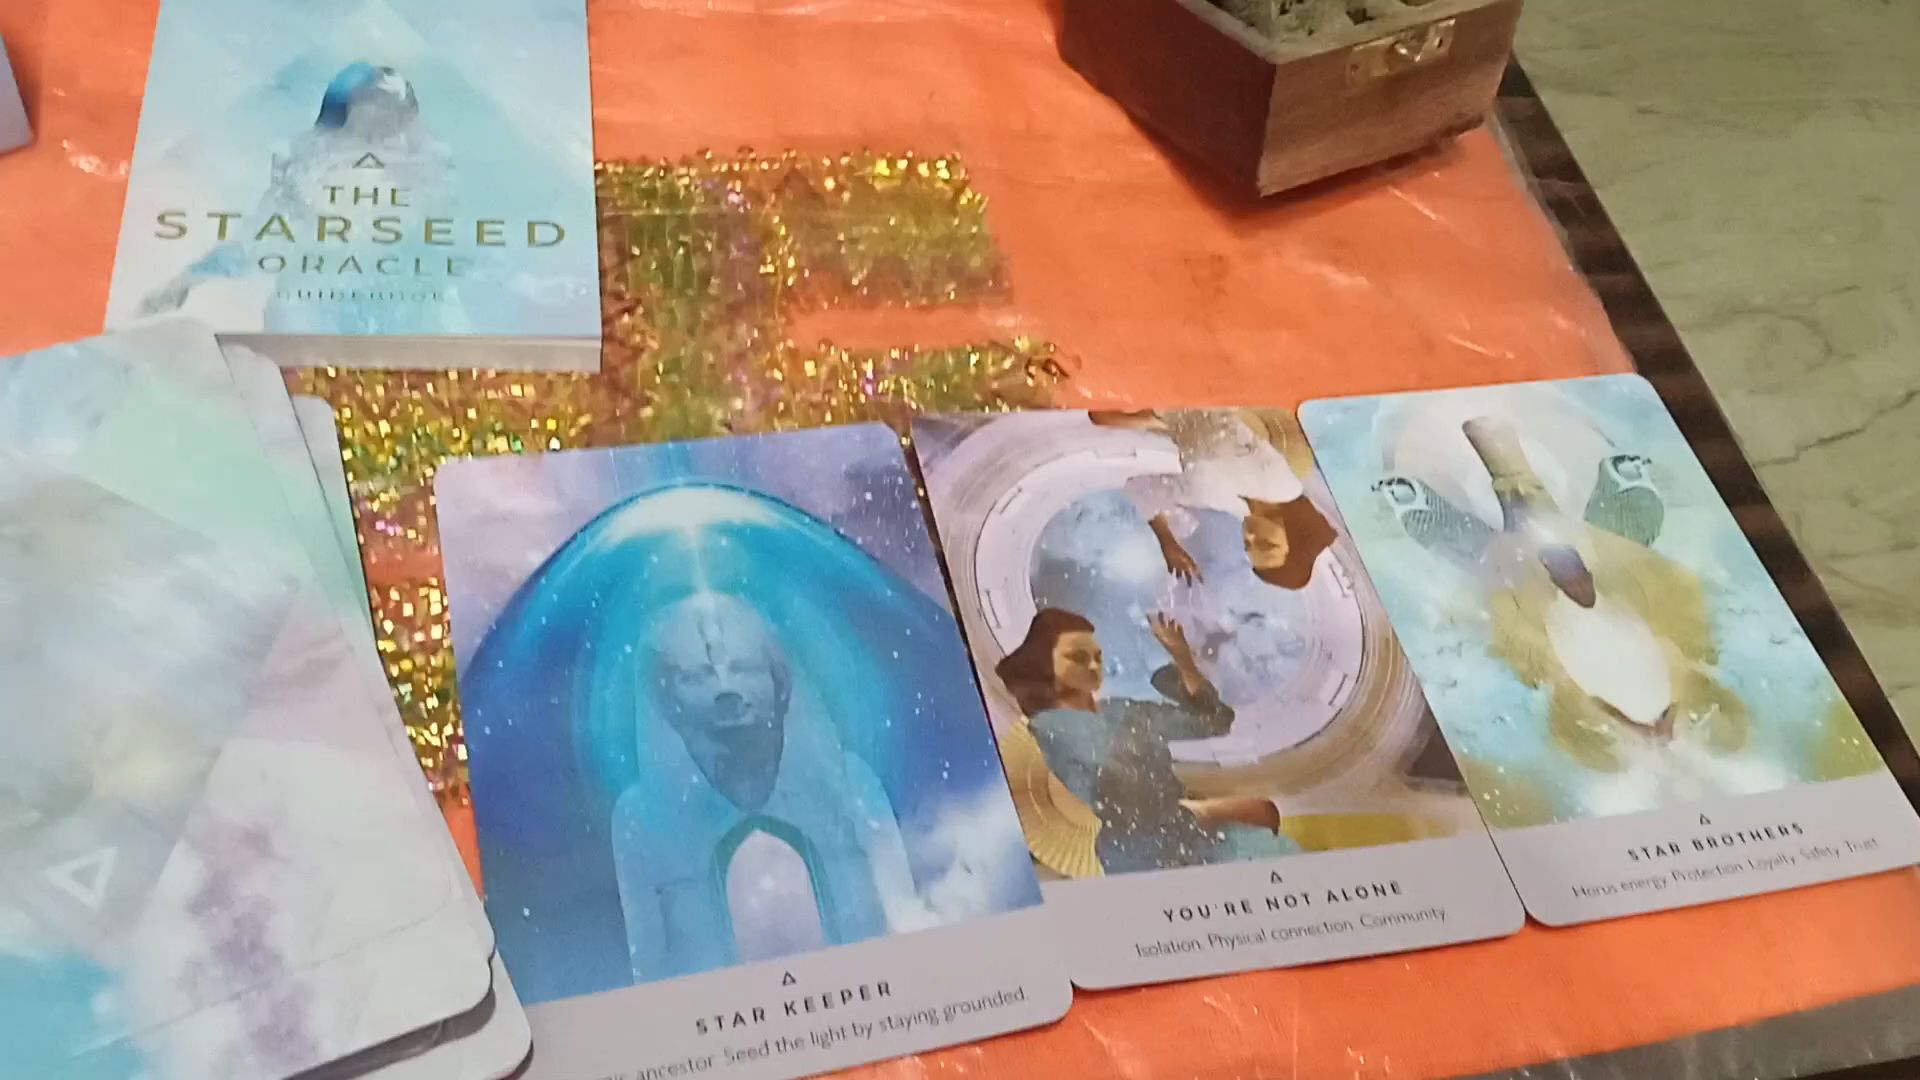 THE
STARSEED
ORACLE
GUIDEBOOK
STAR KEEPER
ancestor. Seed the light by staying grounded.
YOU'RE NOT ALONE
Isolation. Physical connection. Community.
STAR BROTHERS
Horus energy. Protection. Loyalty. Safety. Trust.